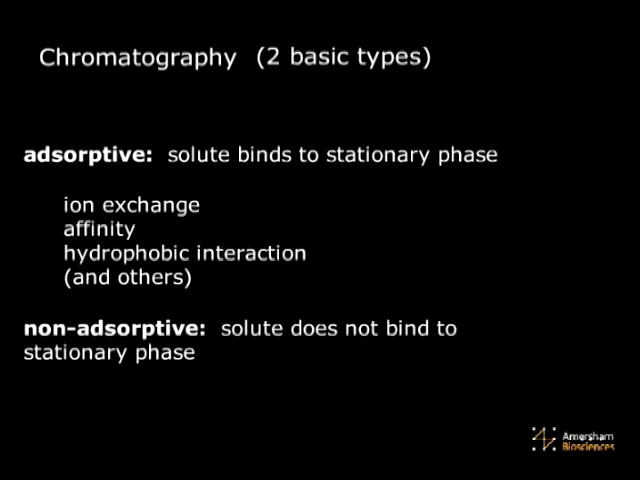 Chromatography (2 basic types)
adsorptive: solute binds to stationary phase
ion exchange
affinity
hydrophobic interaction
(and others)
non-adsorptive: solute does not bind to
stationary phase
Amersham
Biosciences